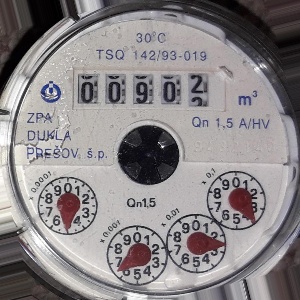 30°C
TSQ 142/93-019
00902 m³
ZPA
DUKLA
PREŠOV, š.p.
Qn 1,5 A/HV
Qn1,5
x 0,0001
x 0,001
x 0,01
x 0,1